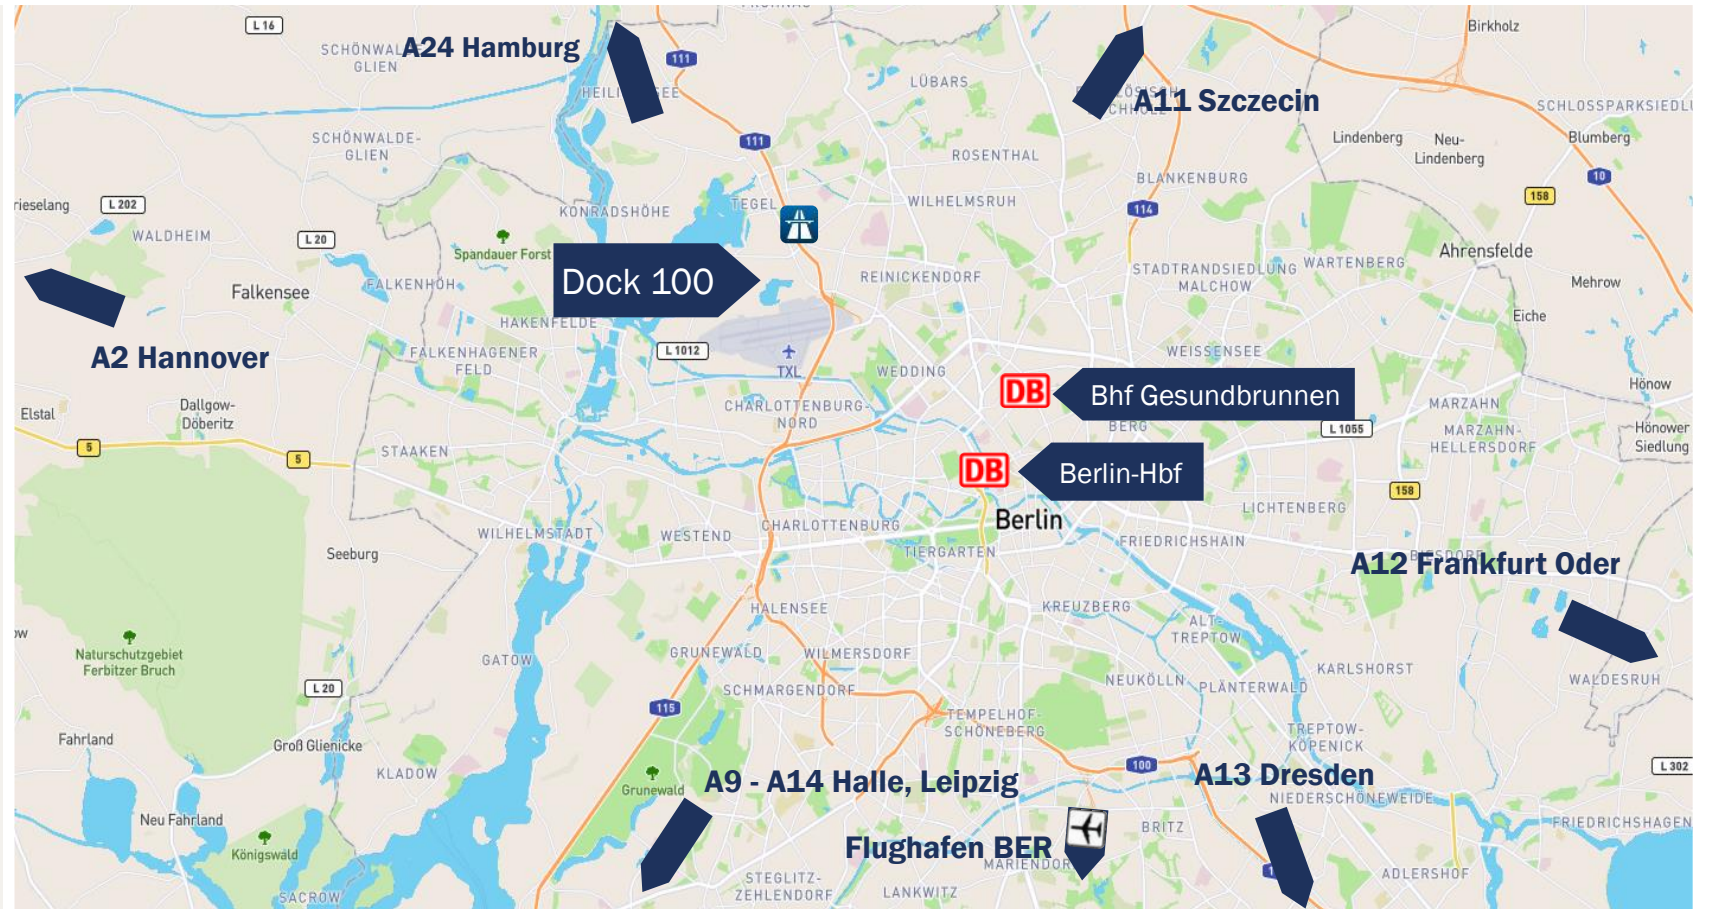 L 16
Birkholz
SCHÖNWALDE-
GLIEN
A24 Hamburg
111
LÜBARS
A11 Szczecin
SCHLOSSPARKSIEDLU
SCHÖNWALDE-
GLIEN
111
ROSENTHAL
Lindenberg
Neu-
Lindenberg
Blumberg
BLANKENBURG
10
158
rieselang
L 202
KONRADSHÖHE
TEGEL
WILHELMSRUH
114
WALDHEIM
L 20
Spandauer Forst
Ahrensfelde
Dock 100
REINICKENDORF
STADTRANDSIEDLUNG
MALCHOW
WARTENBERG
Mehrow
FALKENHÖH
Falkensee
HAKENFELDE
Eiche
A2 Hannover
FALKENHAGENER
FELD
L 1012
TXL
WEDDING
WEISSENSEE
DB
Bhf Gesundbrunnen
Hönow
Elstal
Dallgow-
Döberitz
CHARLOTTENBURG-
NORD
BERG
L 1055
MARZAHN
MARZAHN-
HELLERSDORF
Hönower
Siedlung
5
5
STAAKEN
DB
Berlin-Hbf
158
LICHTENBERG
Berlin
WILHELMSTADT
WESTEND
CHARLOTTENBURG
TIERGARTEN
FRIEDRICHSHAIN
Seeburg
A12 Frankfurt Oder
HALENSEE
KREUZBERG
ALT-
TREPTOW
ow
Naturschutzgebiet
Ferbitzer Bruch
GATOW
GRUNEWALD
WILMERSDORF
KARLSHORST
WALDESRUH
L 20
SCHMARGENDORF
NEUKÖLLN
PLÄNTERWALD
115
TEMPELHOF-
SCHÖNEBERG
TREPTOW-
KÖPENICK
Fahrland
Groß Glienicke
KLADOW
Grunewald
A9 - A14 Halle, Leipzig
100
A13 Dresden
L 302
NIEDERSCHÖNEWEIDE
Neu Fahrland
Königswald
Flughafen BER
BRITZ
FRIEDRICHSHAGEN
MARIENDOR
SACROW
STEGLITZ-
ZEHLENDORF
LANKWITZ
ADLERSHOF